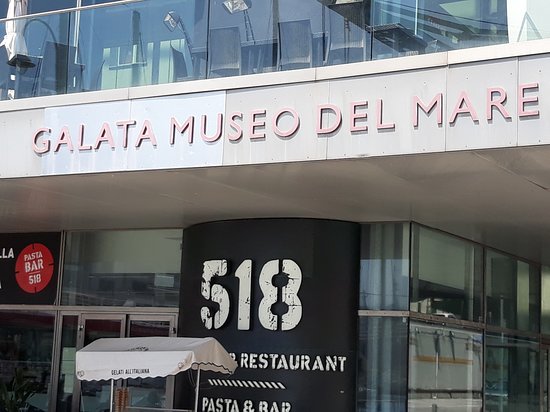 GALATA MUSEO DEL MARE
PASTA
BAR
518
518
RESTAURANT
PASTA & BAR
GELATI ALL'ITALIANA